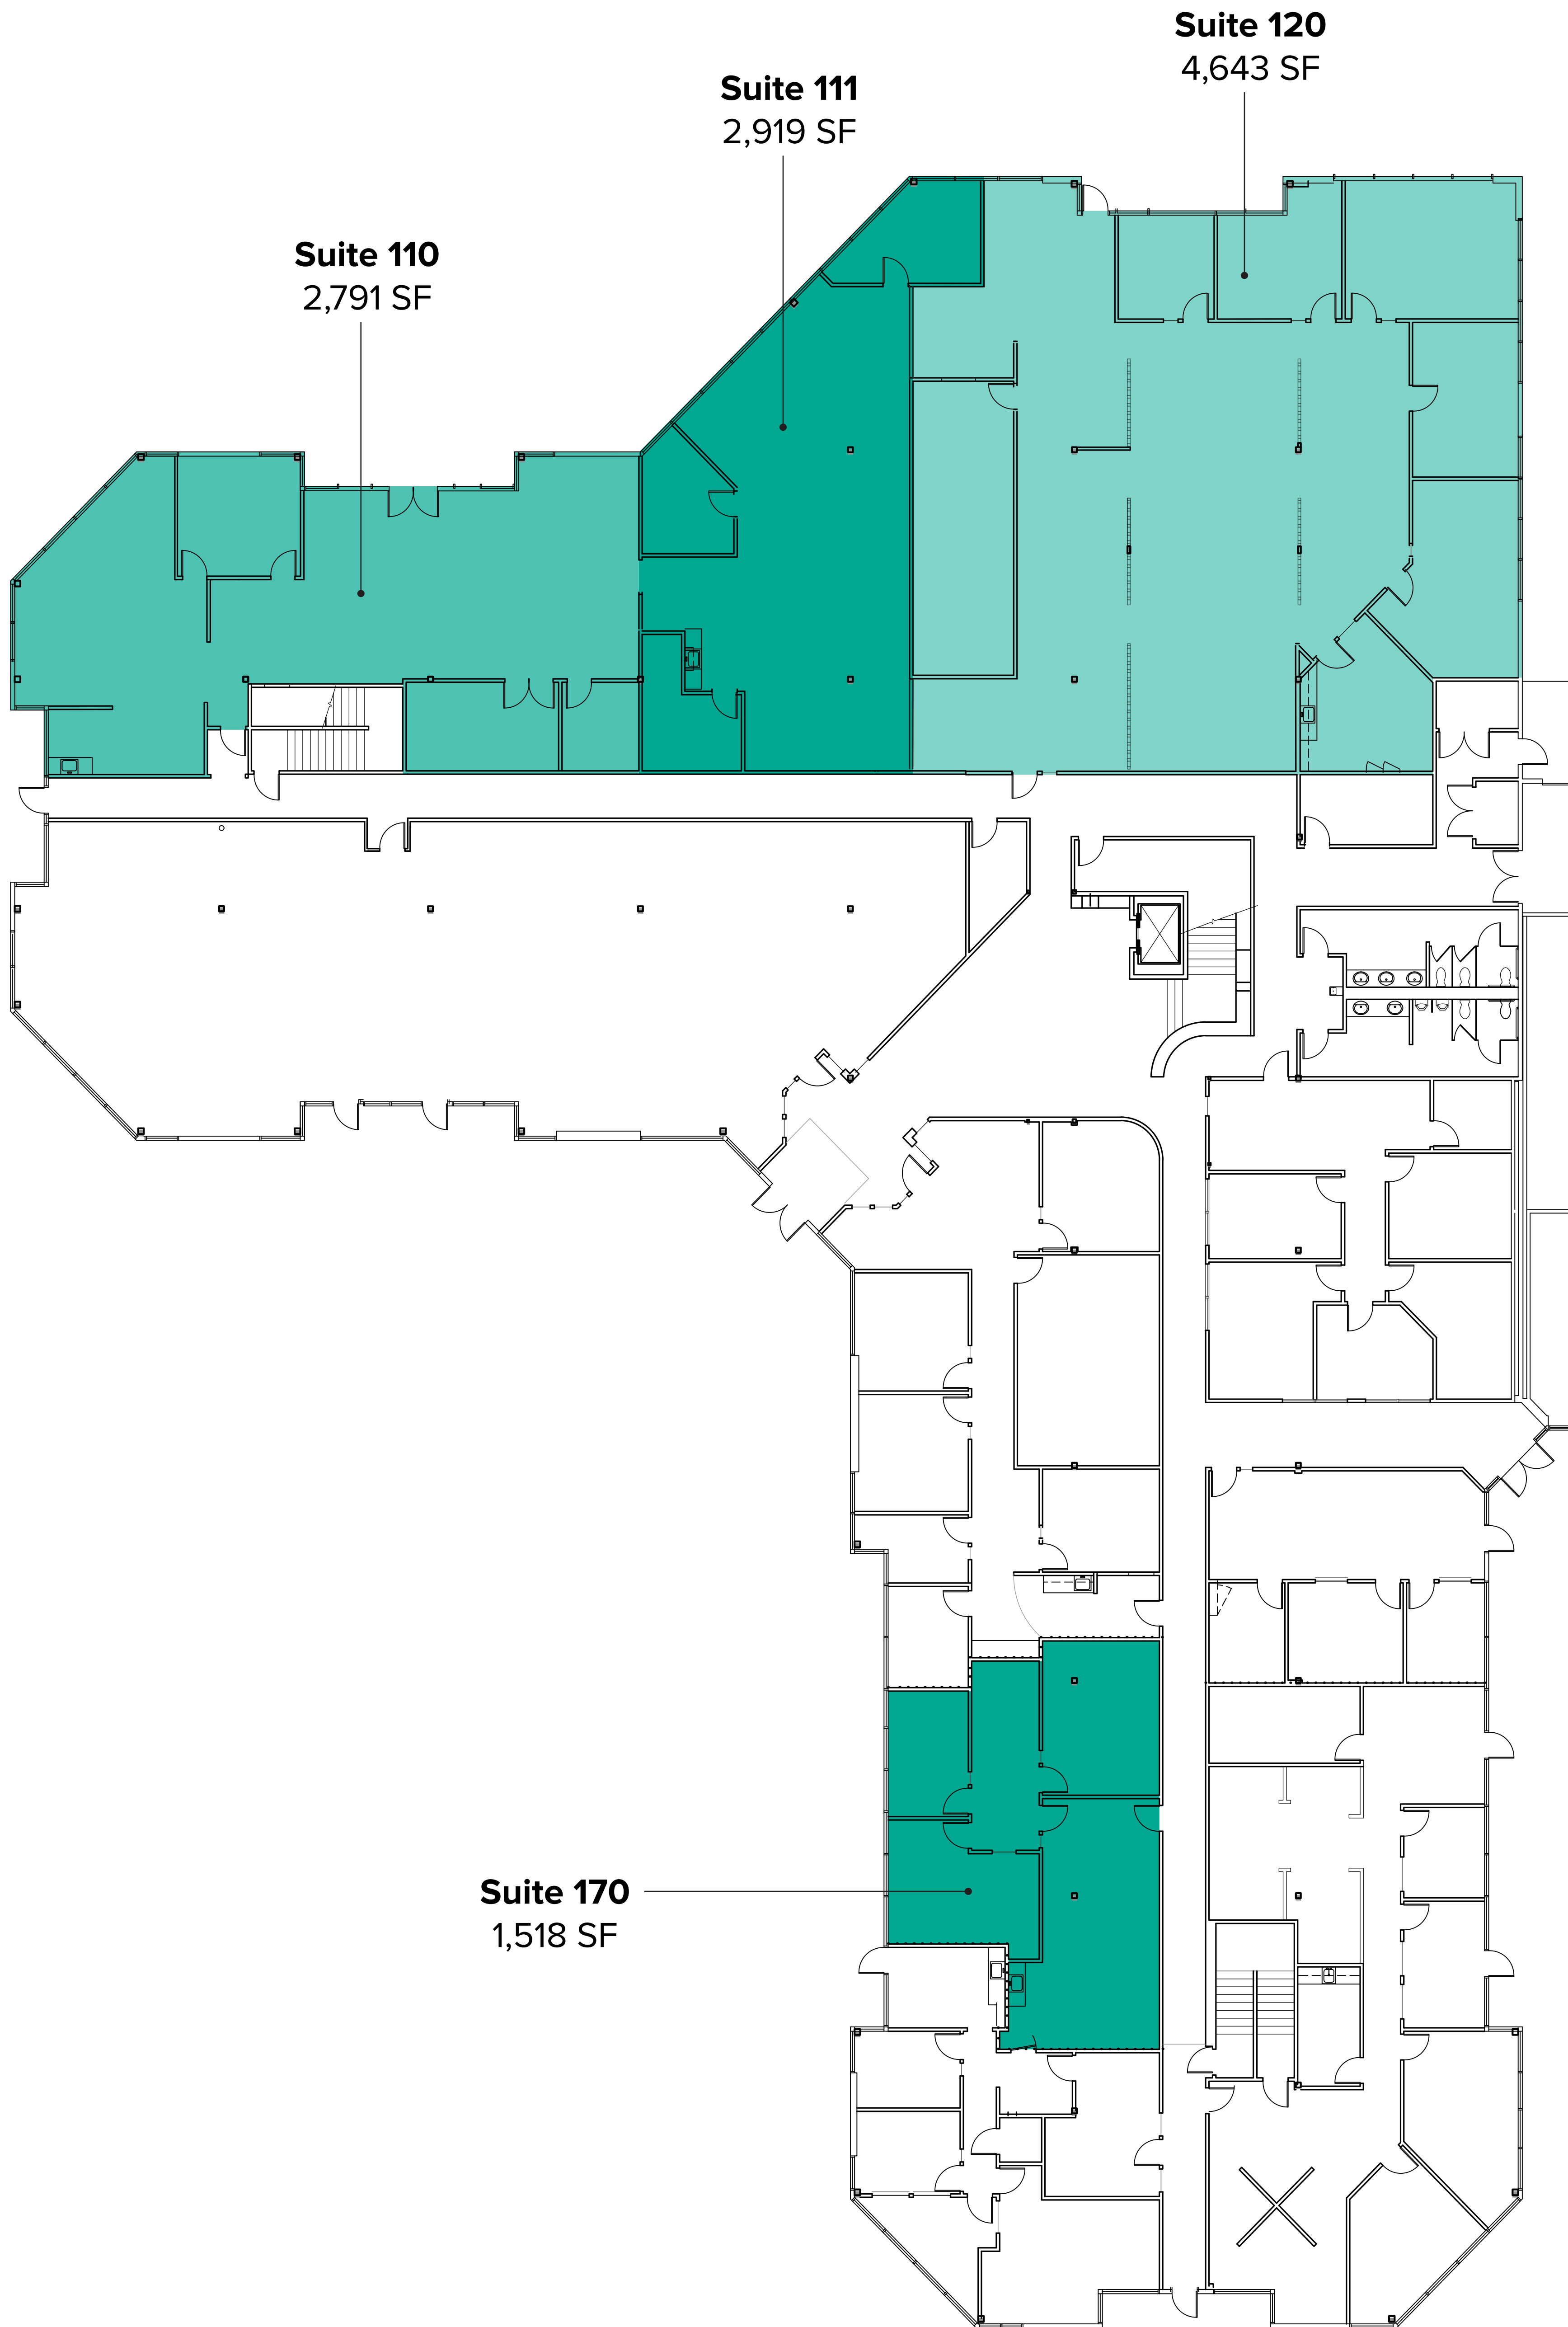 Suite 120
4,643 SF
Suite 111
2,919 SF
Suite 110
2,791 SF
Suite 170
1,518 SF